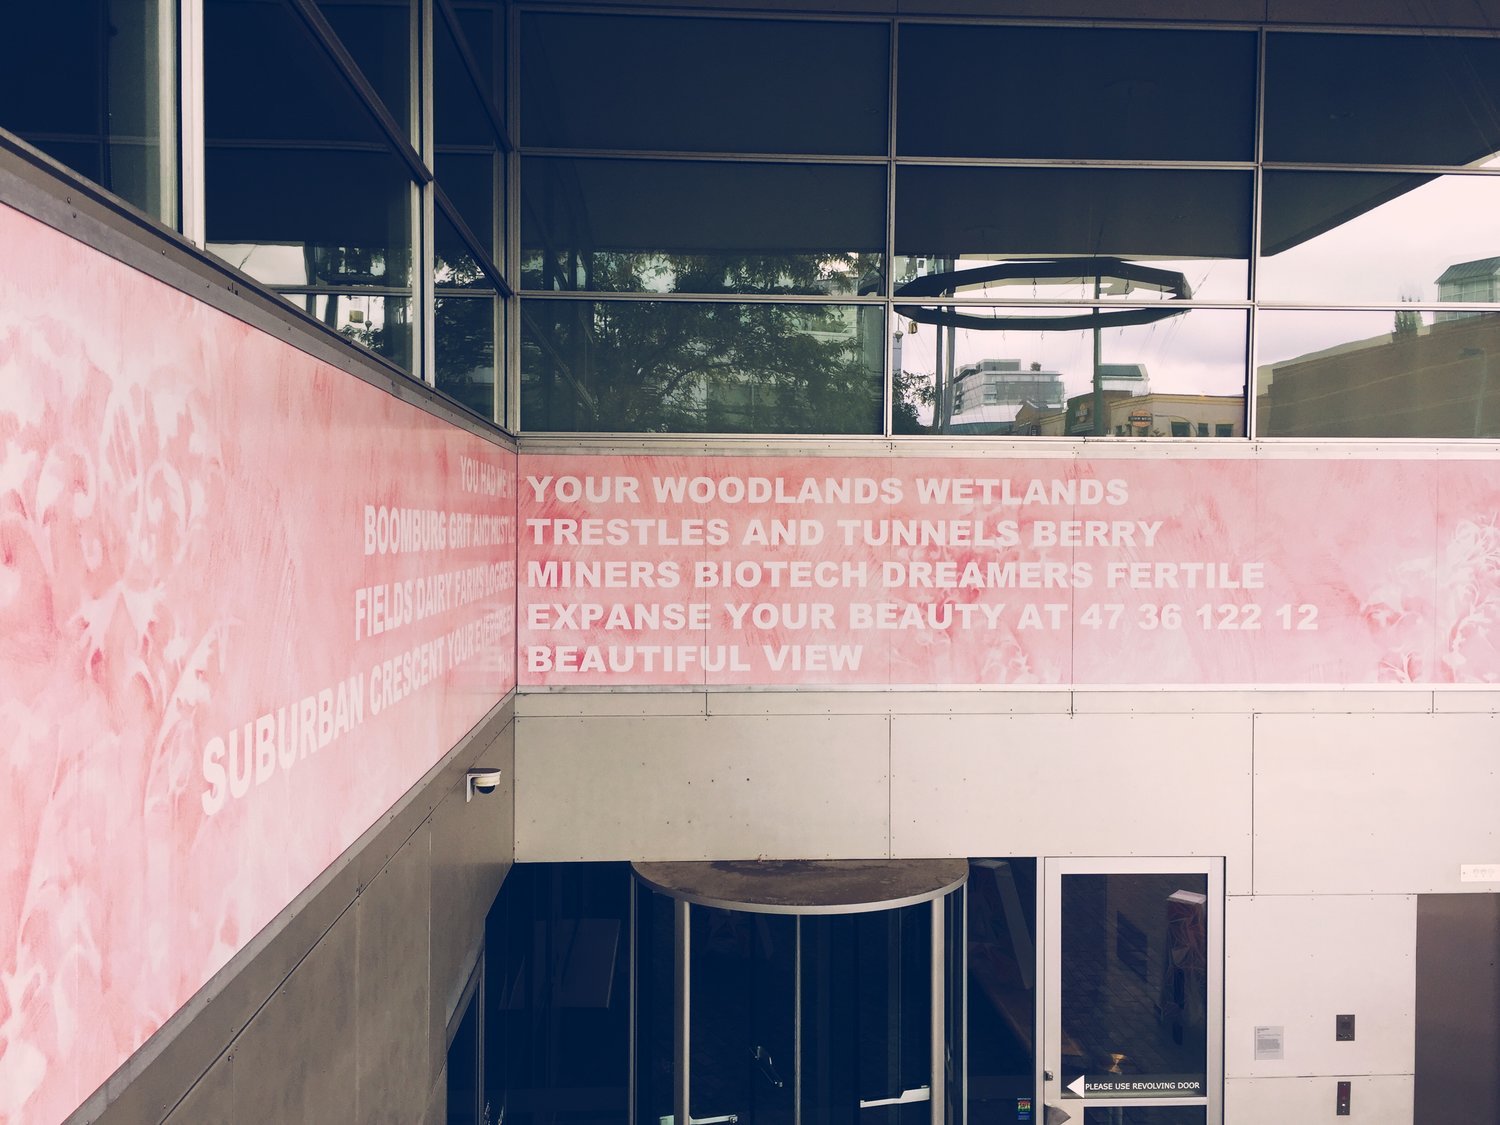 YOU HAD ME
BOOMBURG GRIT AND
FIELDS DAIRY FARMS LOGGERS
SUBURBAN CRESCENT YOUR
YOUR WOODLANDS WETLANDS
TRESTLES AND TUNNELS BERRY
MINERS BIOTECH DREAMERS FERTILE
EXPANSE YOUR BEAUTY AT 47 36 122 12
BEAUTIFUL VIEW
PLEASE USE REVOLVING DOOR